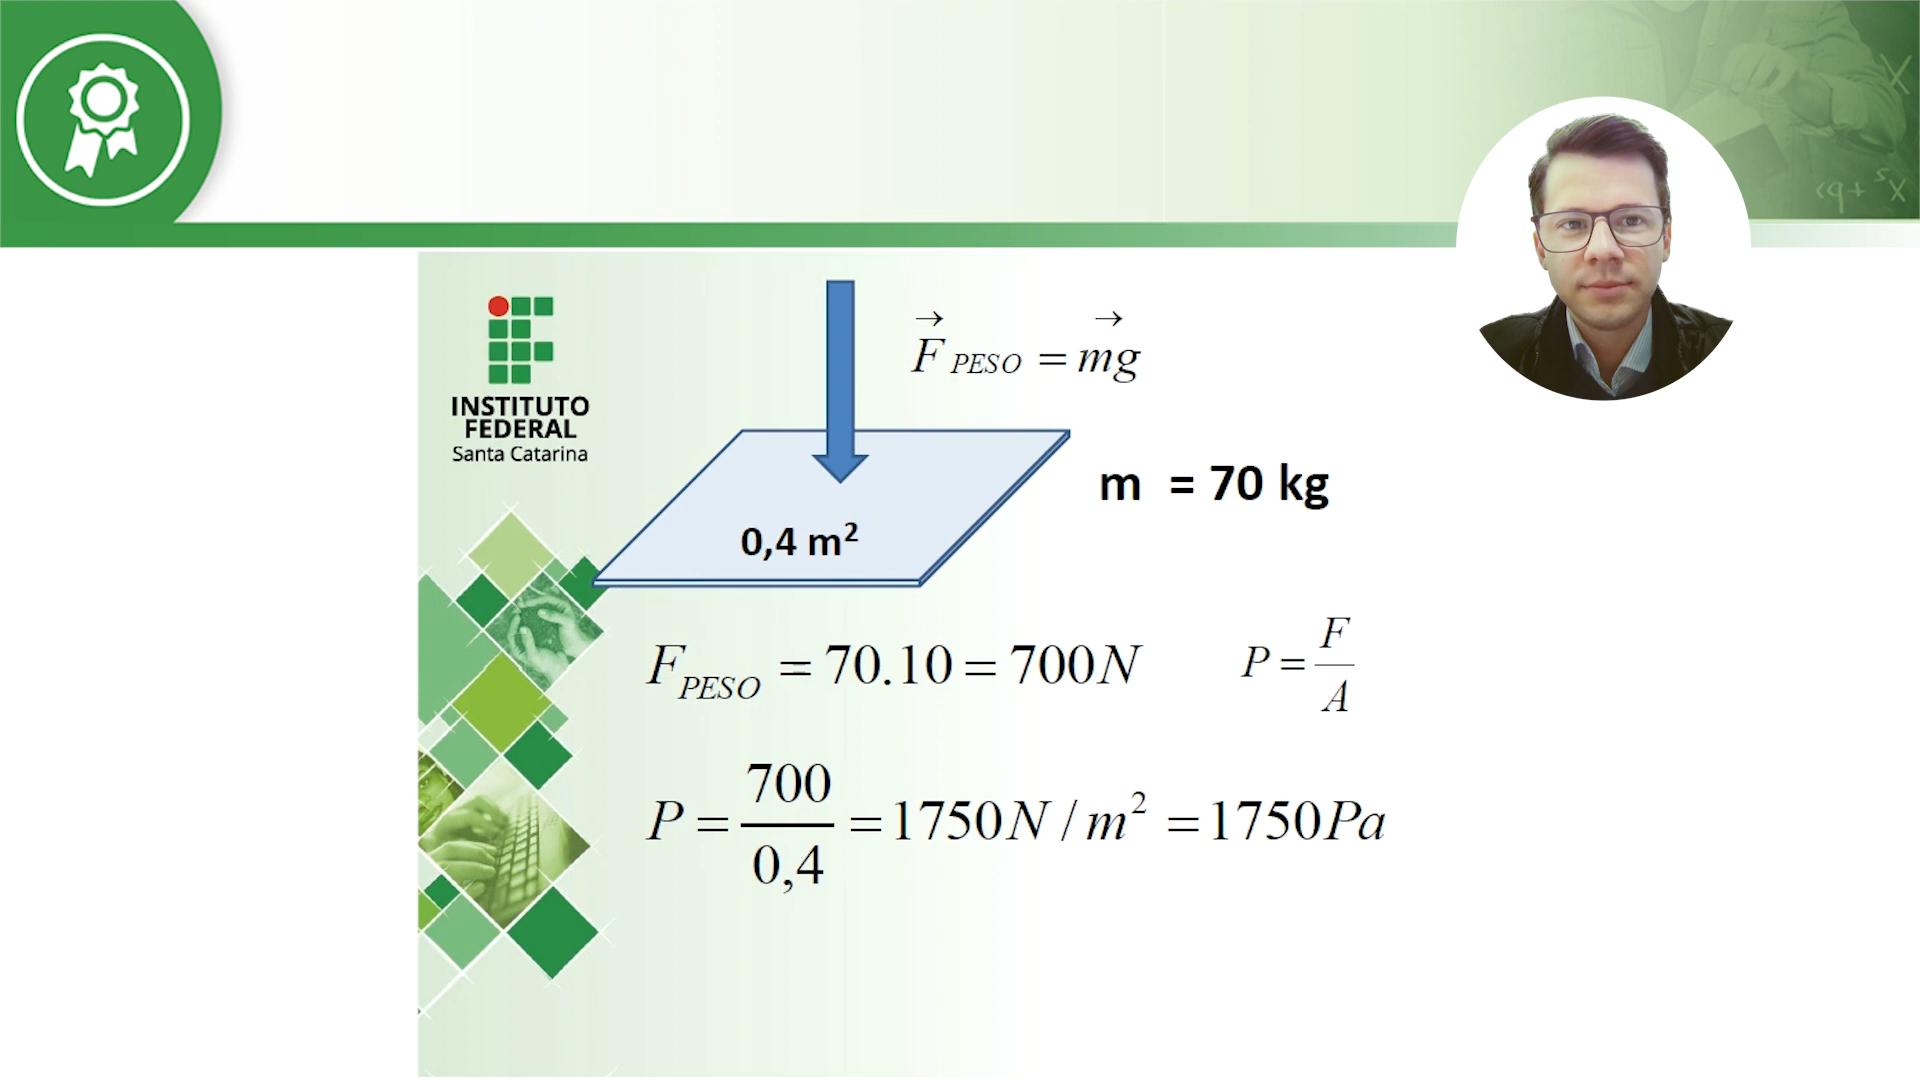 INSTITUTO
FEDERAL
Santa Catarina
F⃗ PESO = mg⃗
m = 70 kg
0,4 m²
F_PESO = 70.10 = 700N
P = F/A
P = 700/0,4 = 1750N / m² = 1750Pa